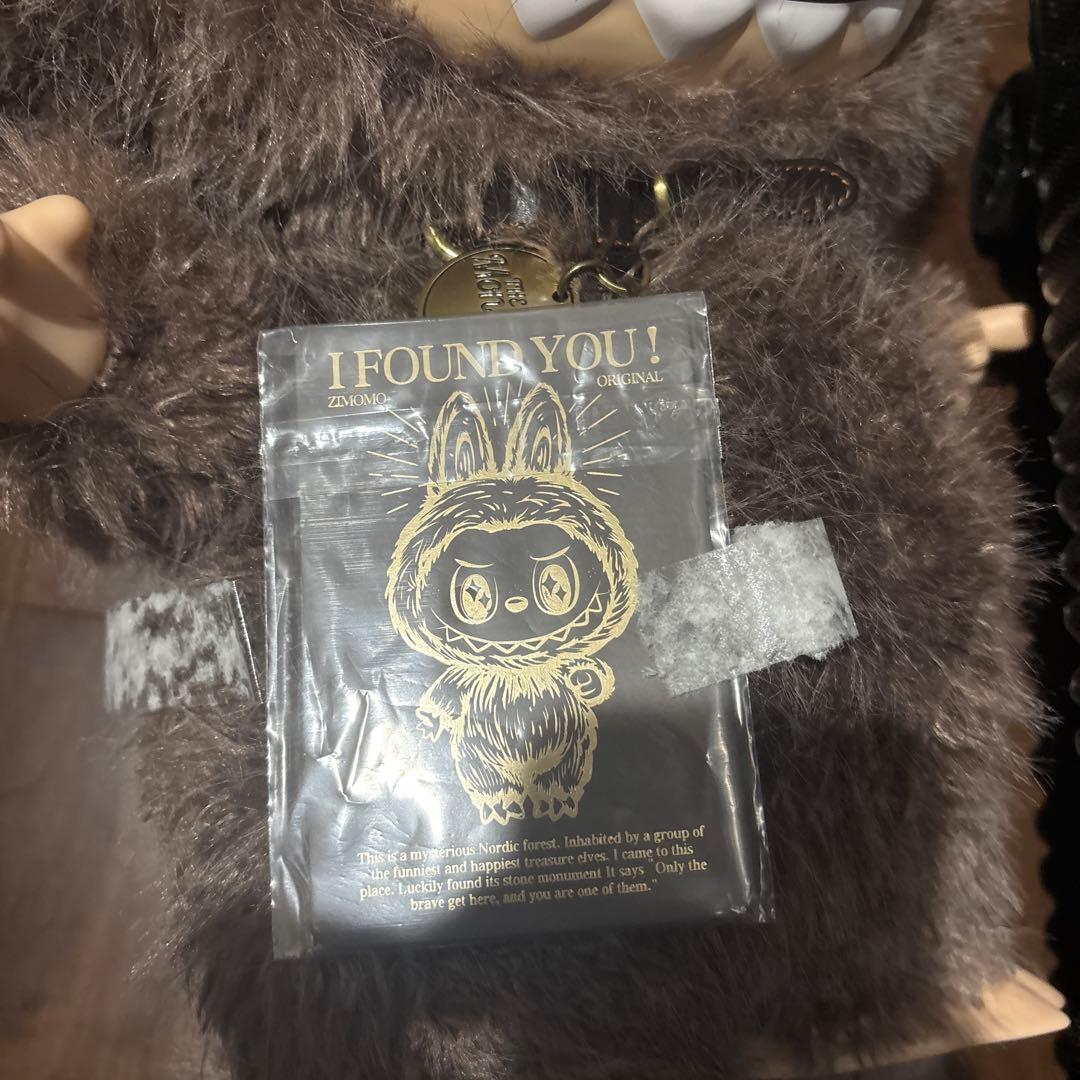 THE
I FOUND YOU!
ZIMOMO
ORIGINAL
This is a mysterious Nordic forest. Inhabited by a group of
the funniest and happiest treasure elves. I came to this
place. Luckily found its stone monument It says "Only the
brave get here, and you are one of them."